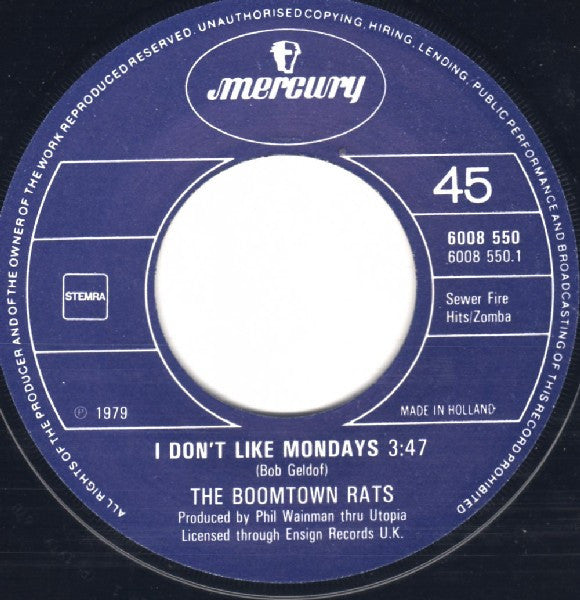 ALL RIGHTS OF THE PRODUCER AND OF THE OWNER OF THE WORK REPRODUCED RESERVED. UNAUTHORISED COPYING, HIRING, LENDING, PUBLIC PERFORMANCE AND BROADCASTING OF THIS RECORD PROHIBITED
mercury
45
6008 550
6008 550.1
STEMRA
Sewer Fire
Hits/Zomba
℗ 1979
MADE IN HOLLAND
I DON'T LIKE MONDAYS 3:47
(Bob Geldof)
THE BOOMTOWN RATS
Produced by Phil Wainman thru Utopia
Licensed through Ensign Records U.K.